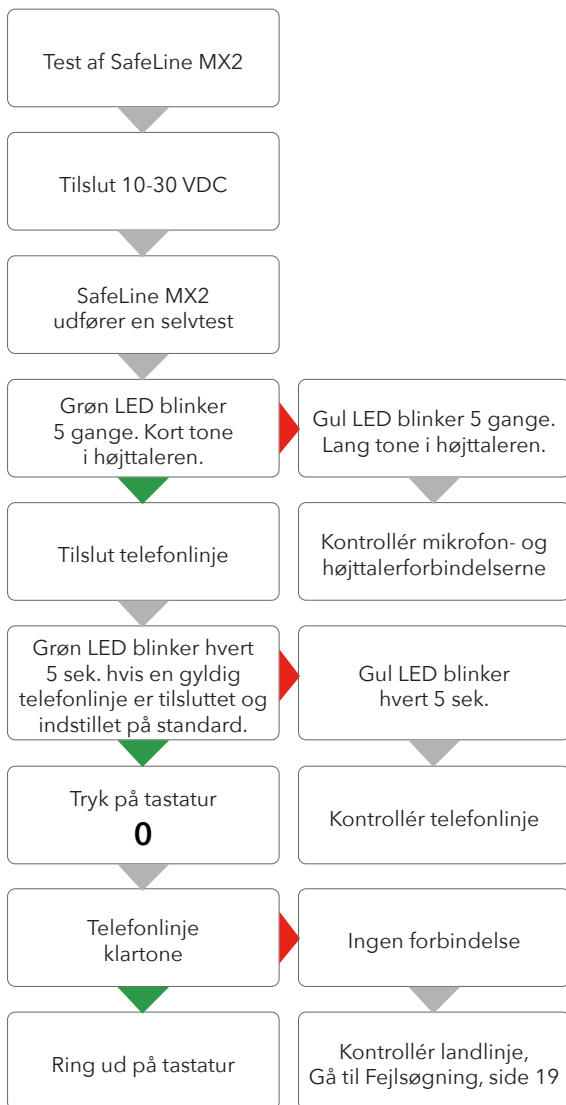 Test af SafeLine MX2
Tilslut 10-30 VDC
SafeLine MX2
udfører en selvtest
Grøn LED blinker
5 gange. Kort tone
i højttaleren.
Gul LED blinker 5 gange.
Lang tone i højttaleren.
Tilslut telefonlinje
Kontrollér mikrofon- og
højttalerforbindelserne
Grøn LED blinker hvert
5 sek. hvis en gyldig
telefonlinje er tilsluttet og
indstillet på standard.
Gul LED blinker
hvert 5 sek.
Tryk på tastatur
0
Kontrollér telefonlinje
Telefonlinje
klartone
Ingen forbindelse
Ring ud på tastatur
Kontrollér landlinje,
Gå til Fejlsøgning, side 19